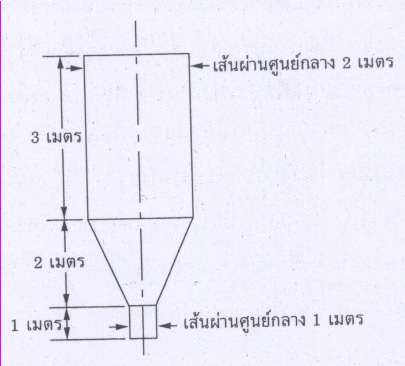 เส้นผ่านศูนย์กลาง 2 เมตร
3 เมตร
2 เมตร
1 เมตร
เส้นผ่านศูนย์กลาง 1 เมตร